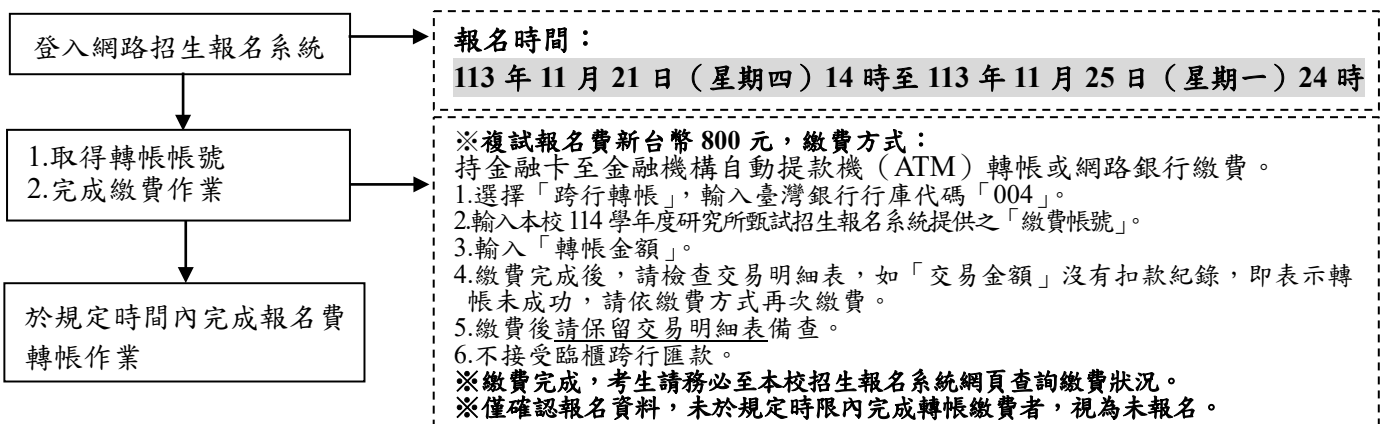 登入網路招生報名系統
報名時間：
113 年 11 月 21 日（星期四）14 時至 113 年 11 月 25 日（星期一）24 時
1.取得轉帳帳號
2.完成繳費作業
※複試報名費新台幣 800 元，繳費方式：
持金融卡至金融機構自動提款機（ATM）轉帳或網路銀行繳費。
1.選擇「跨行轉帳」，輸入臺灣銀行行庫代碼「004」。
2.輸入本校 114 學年度研究所甄試招生報名系統提供之「繳費帳號」。
3.輸入「轉帳金額」。
4.繳費完成後，請檢查交易明細表，如「交易金額」沒有扣款紀錄，即表示轉
帳未成功，請依繳費方式再次繳費。
5.繳費後請保留交易明細表備查。
6.不接受臨櫃跨行匯款。
※繳費完成，考生請務必至本校招生報名系統網頁查詢繳費狀況。
※僅確認報名資料，未於規定時限內完成轉帳繳費者，視為未報名。
於規定時間內完成報名費
轉帳作業